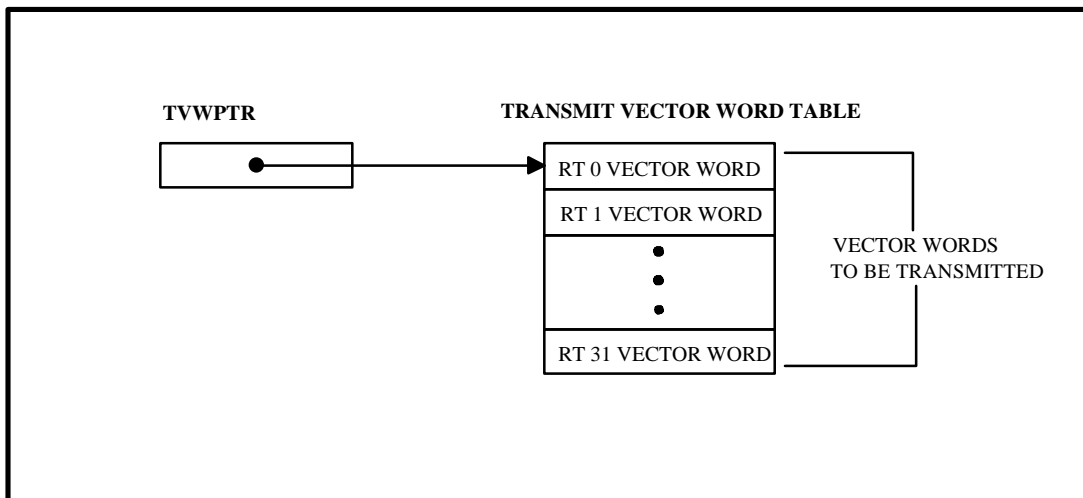 TVWPTR
TRANSMIT VECTOR WORD TABLE
RT 0 VECTOR WORD
RT 1 VECTOR WORD
RT 31 VECTOR WORD
VECTOR WORDS
TO BE TRANSMITTED